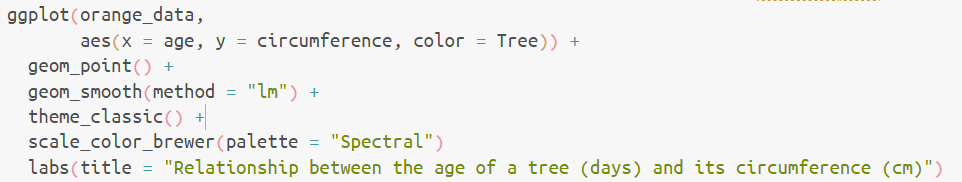 ggplot(orange_data,
       aes(x = age, y = circumference, color = Tree)) +
  geom_point() +
  geom_smooth(method = "lm") +
  theme_classic() +
  scale_color_brewer(palette = "Spectral")
  labs(title = "Relationship between the age of a tree (days) and its circumference (cm)")